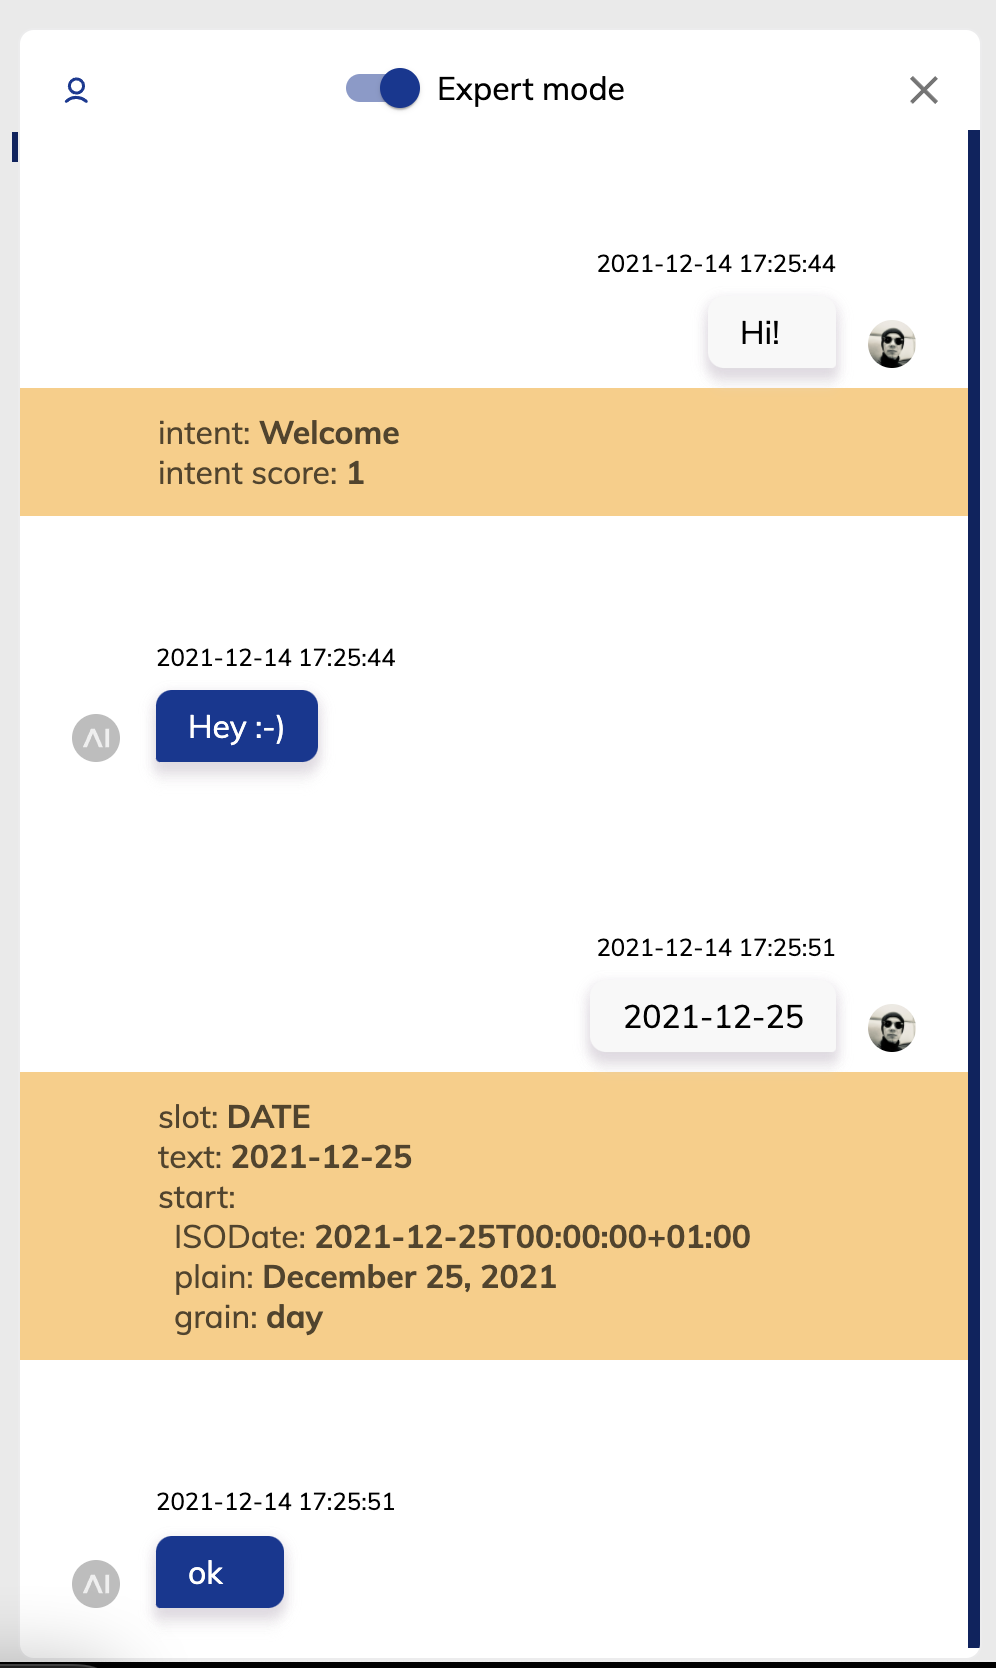 Expert mode
2021-12-14 17:25:44
Hi!
intent: Welcome
intent score: 1
2021-12-14 17:25:44
Hey :-)
AI
2021-12-14 17:25:51
2021-12-25
slot: DATE
text: 2021-12-25
start:
ISODate: 2021-12-25T00:00:00+01:00
plain: December 25, 2021
grain: day
2021-12-14 17:25:51
ok
AI